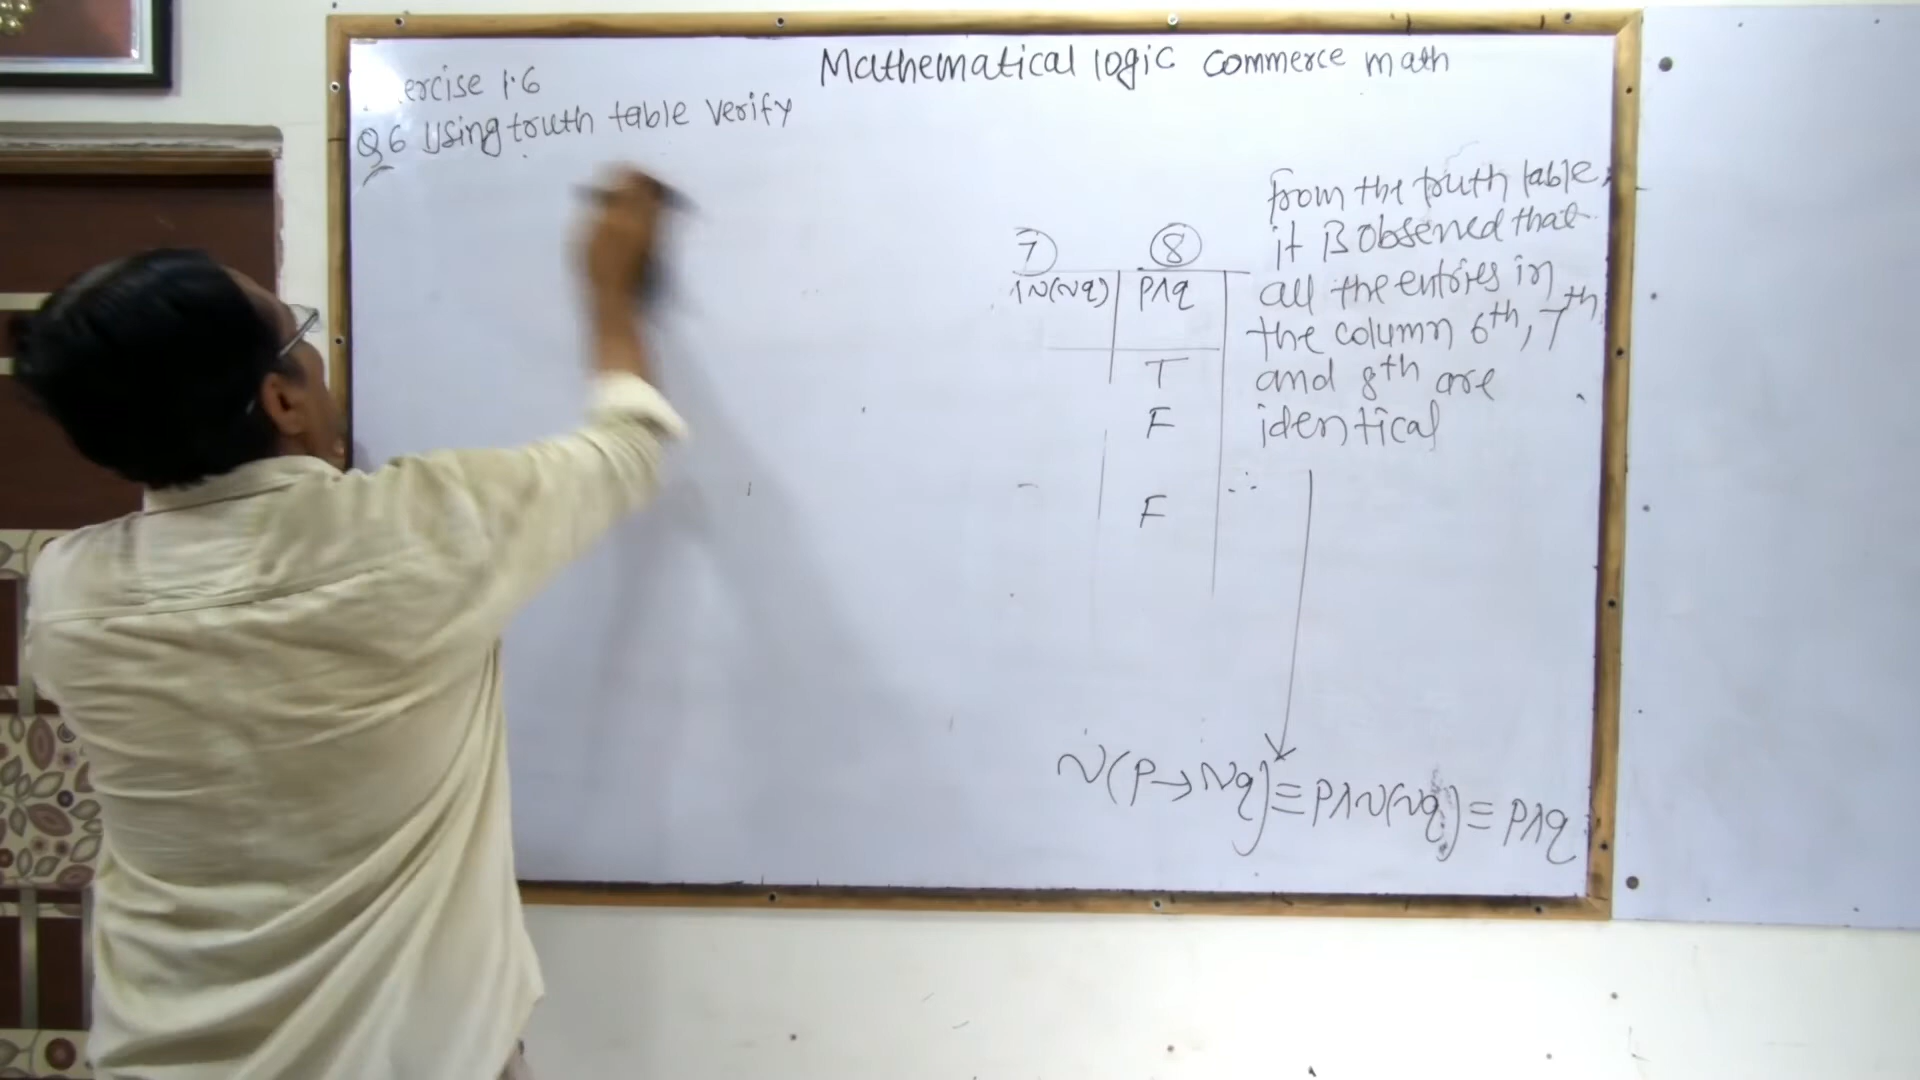 Mathematical logic commerce math
ercise 1.6
Q6 Using truth table verify
7 8
∼(∼q) p∧q
T
F
F
from the truth table,
it is observed that
all the entries in
the column 6th, 7th
and 8th are
identical
∴
∼(p→∼q)≡p∧∼(∼q)≡p∧q